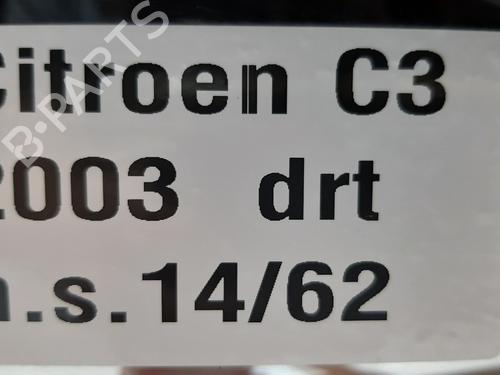 Citroen C3
2003 drt
n.s.14/62
B-PARTS